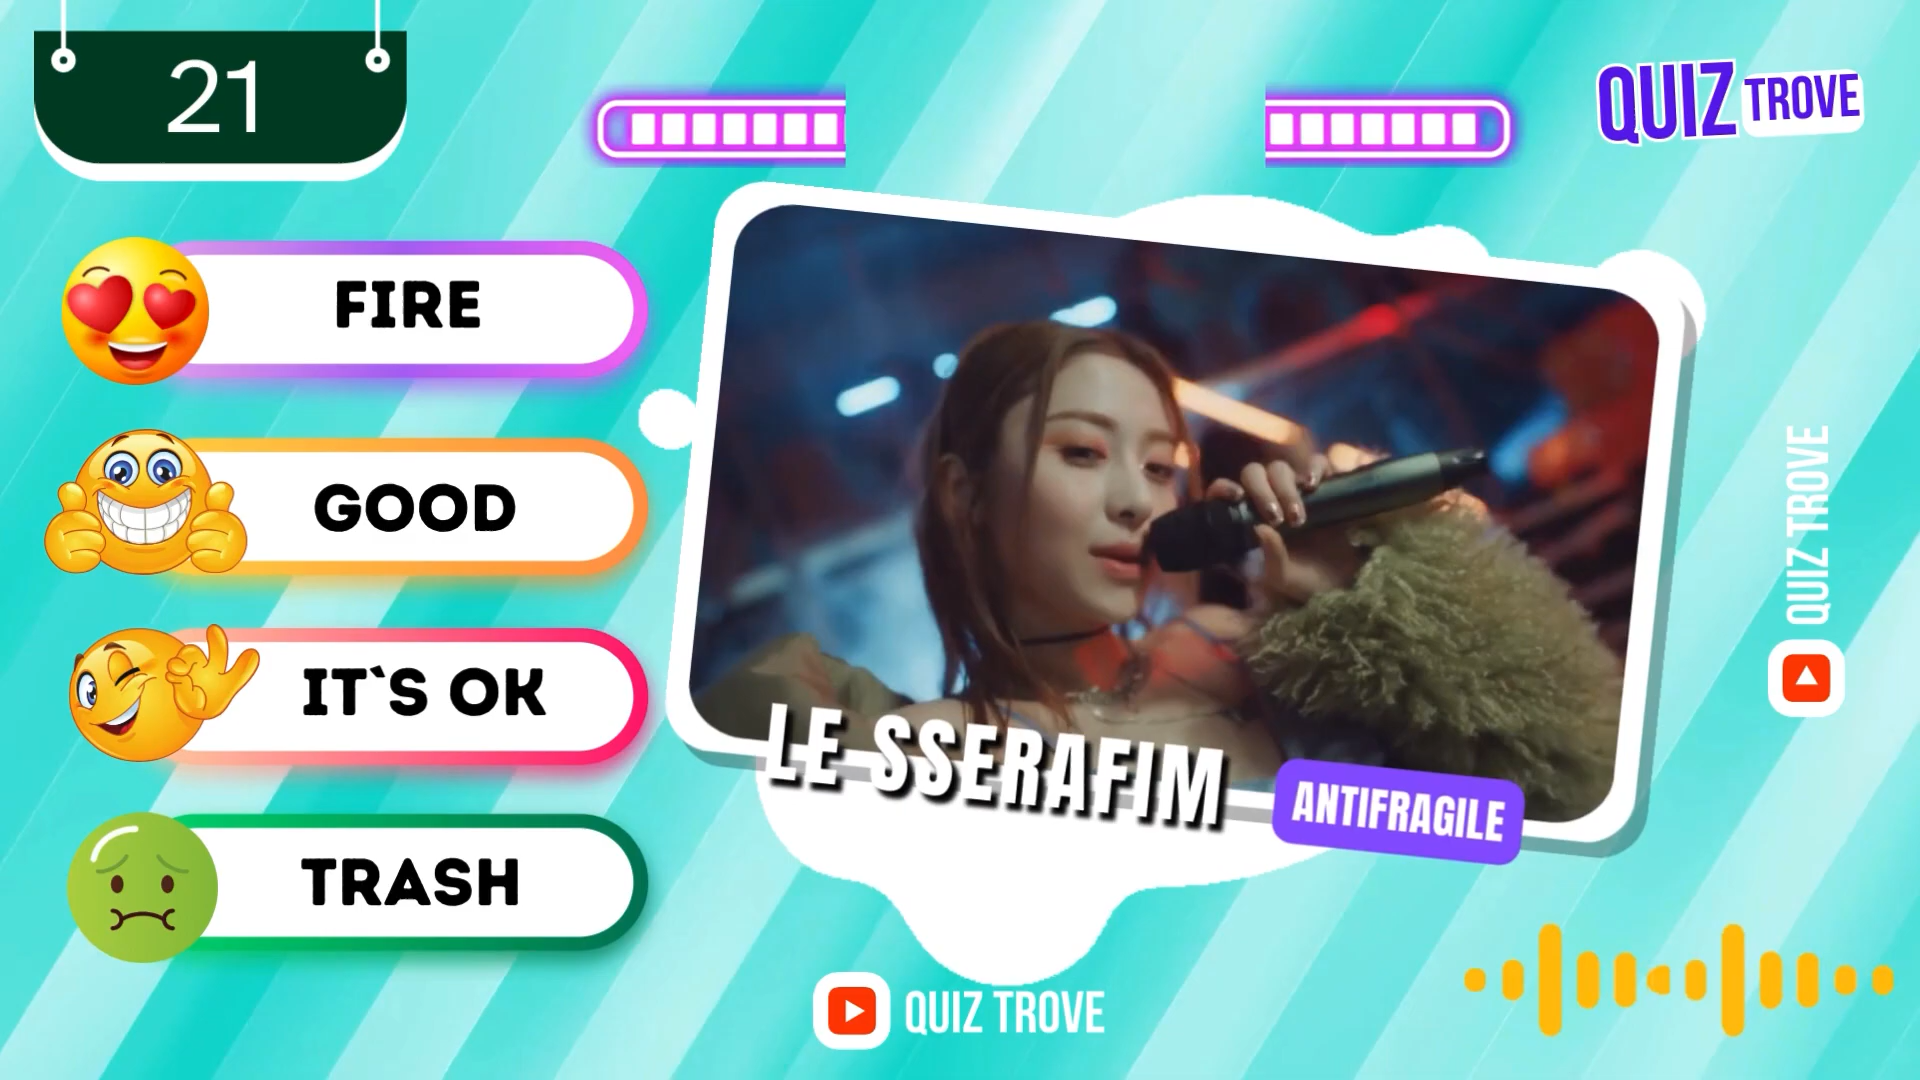 21
QUIZ TROVE
FIRE
GOOD
IT`S OK
TRASH
LE SSERAFIM
ANTIFRAGILE
QUIZ TROVE
QUIZ TROVE